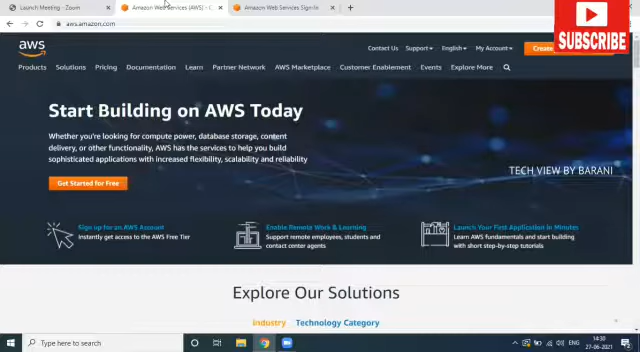 Launch Meeting - Zoom
Amazon Web Services (AWS) - C
Amazon Web Services Sign-In
aws.amazon.com
SUBSCRIBE
aws
Contact Us Support English My Account
Products Solutions Pricing Documentation Learn Partner Network AWS Marketplace Customer Enablement Events Explore More
Start Building on AWS Today
Whether you're looking for compute power, database storage, content
delivery, or other functionality, AWS has the services to help you build
sophisticated applications with increased flexibility, scalability and reliability
TECH VIEW BY BARANI
Get Started for Free
Sign up for an AWS Account
Instantly get access to the AWS Free Tier
Enable Remote Work & Learning
Support remote employees, students and
contact center agents
Launch Your First Application in Minutes
Learn AWS fundamentals and start building
with short step-by-step tutorials
Explore Our Solutions
Industry Technology Category
Type here to search
ENG
14:30
27-06-2021